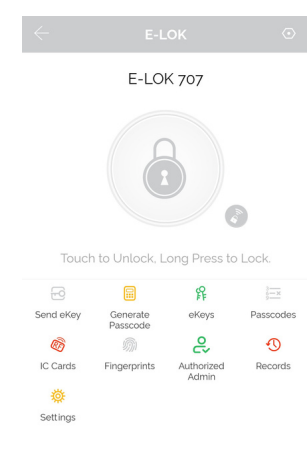 E-LOK
E-LOK 707
Touch to Unlock, Long Press to Lock.
Send eKey Generate Passcode eKeys Passcodes
IC Cards Fingerprints Authorized Admin Records
Settings